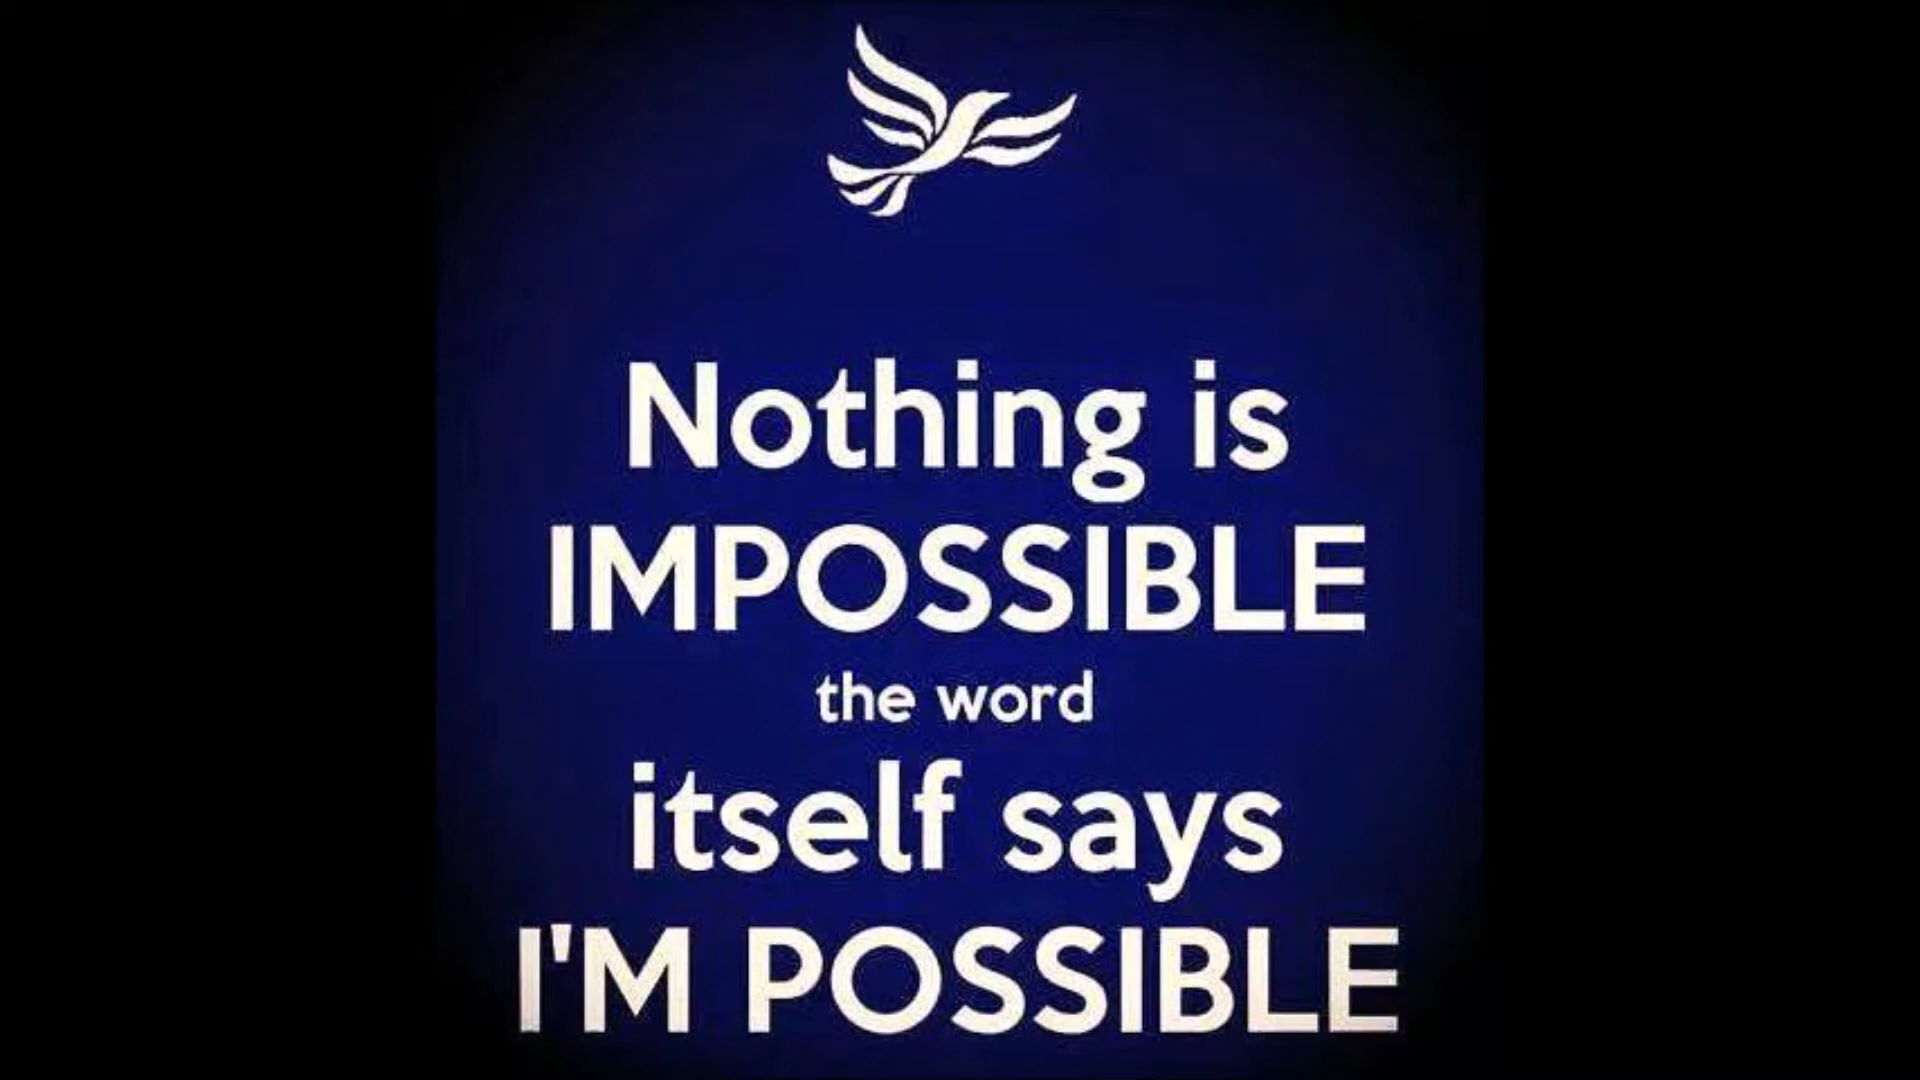 Nothing is
IMPOSSIBLE
the word
itself says
I'M POSSIBLE